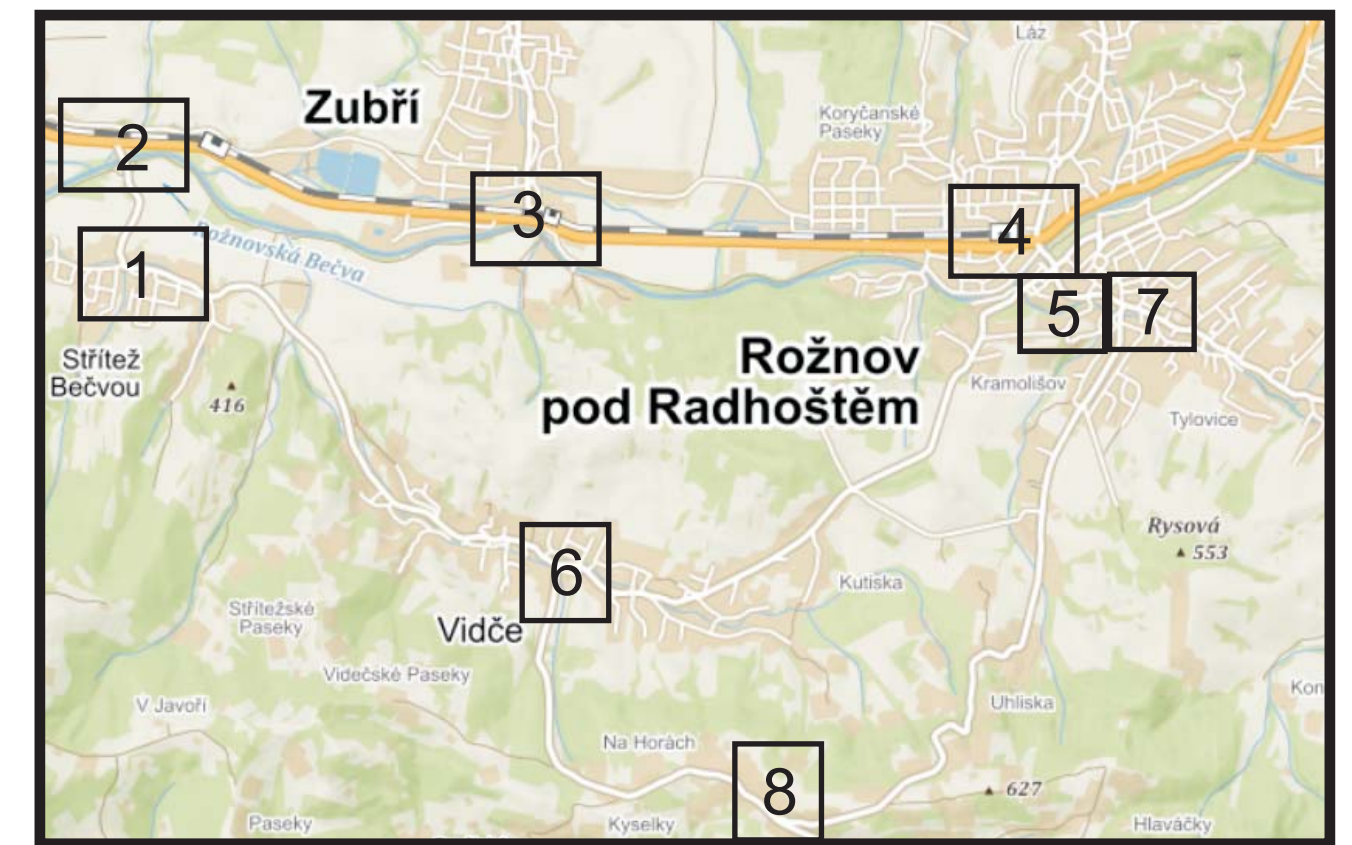 Láz
Zubří
Koryčanské
Paseky
2
3
4
Rožnovská Bečva
1
5
7
Střítež
Bečvou
416
Rožnov
pod Radhoštěm
Kramolišov
Tylovice
Rysová
553
6
Kutiska
Střítežské
Paseky
Vidče
Videčské Paseky
V Javoří
Uhliska
Kon
Na Horách
8
627
Paseky
Kyselky
Hlaváčky